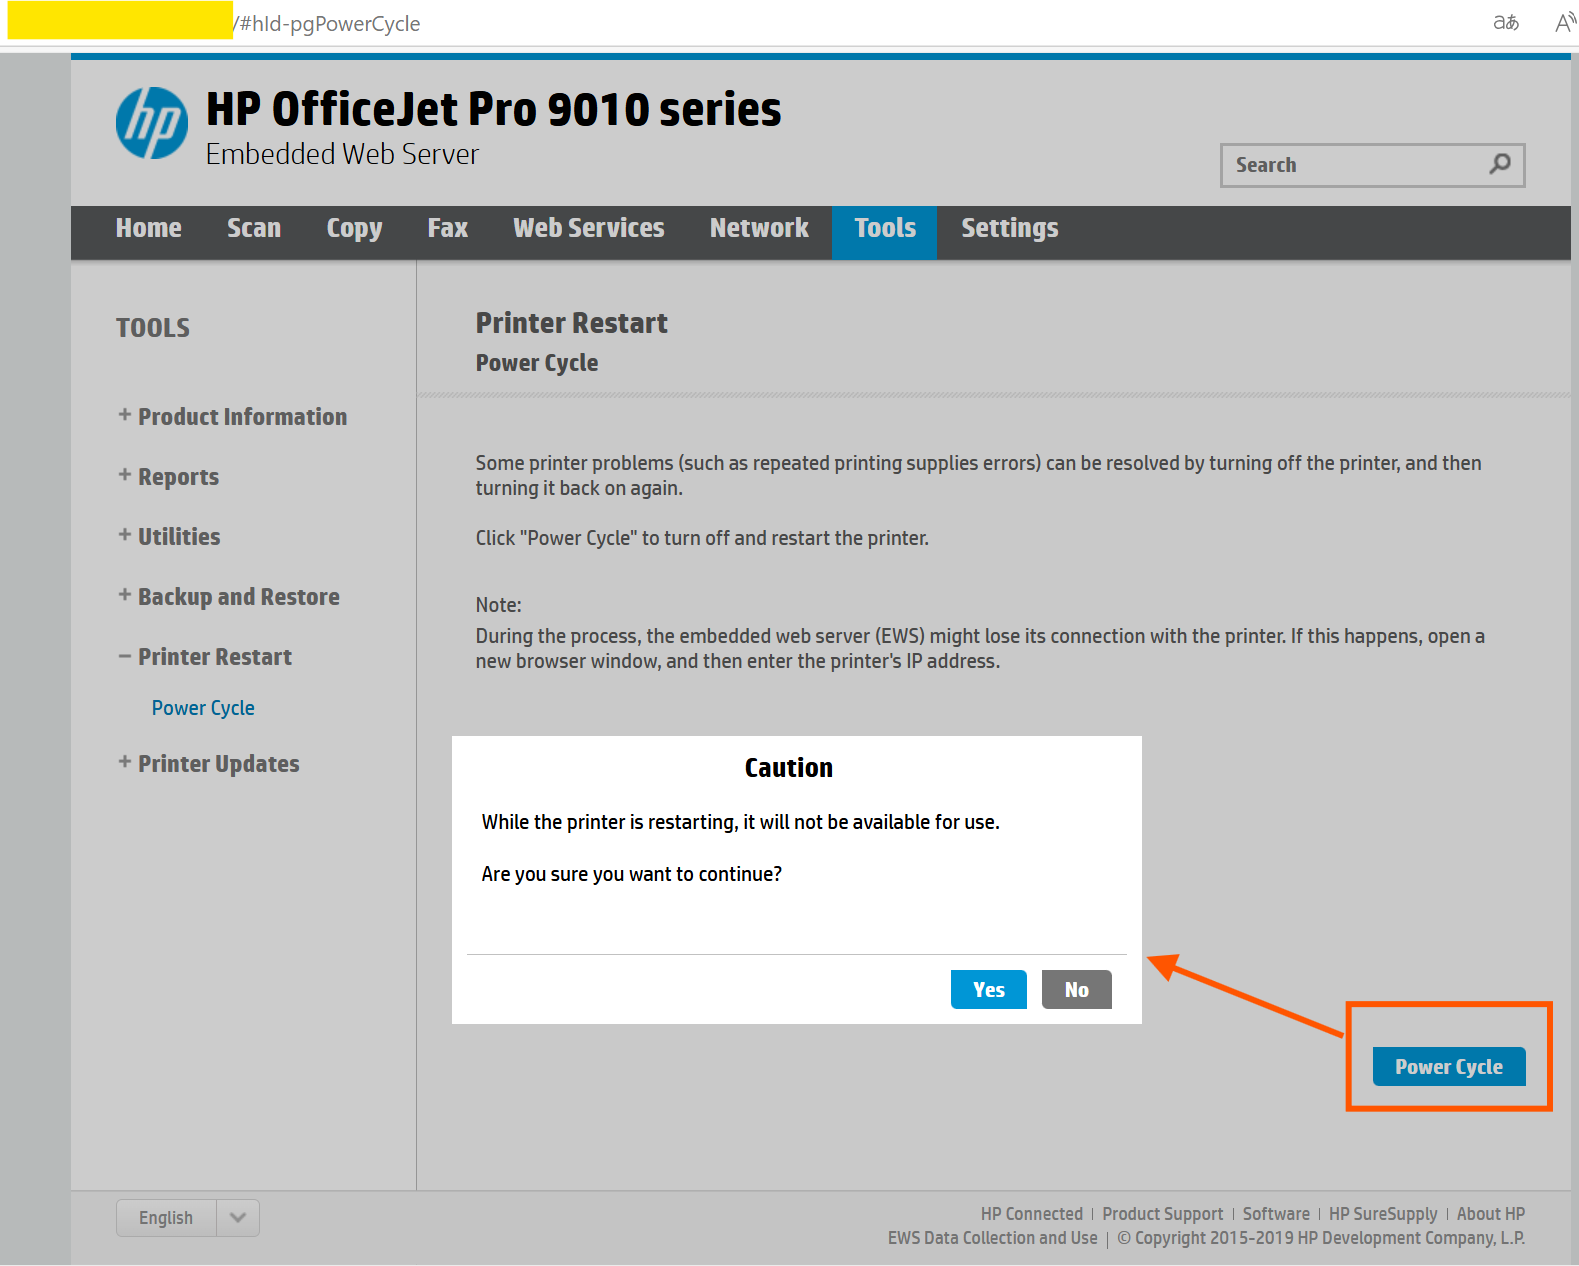 /#hId-pgPowerCycle
aあ A
hp
HP OfficeJet Pro 9010 series
Embedded Web Server
Search
Home Scan Copy Fax Web Services Network Tools Settings
TOOLS
+ Product Information
+ Reports
+ Utilities
+ Backup and Restore
− Printer Restart
Power Cycle
+ Printer Updates
Printer Restart
Power Cycle
Some printer problems (such as repeated printing supplies errors) can be resolved by turning off the printer, and then
turning it back on again.
Click "Power Cycle" to turn off and restart the printer.
Note:
During the process, the embedded web server (EWS) might lose its connection with the printer. If this happens, open a
new browser window, and then enter the printer's IP address.
Caution
While the printer is restarting, it will not be available for use.
Are you sure you want to continue?
Yes No
Power Cycle
English
HP Connected | Product Support | Software | HP SureSupply | About HP
EWS Data Collection and Use | © Copyright 2015-2019 HP Development Company, L.P.